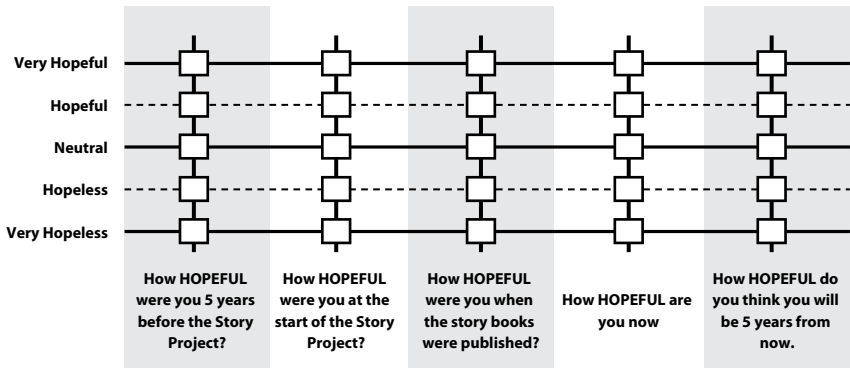 Very Hopeful
Hopeful
Neutral
Hopeless
Very Hopeless
How HOPEFUL
were you 5 years
before the Story
Project?
How HOPEFUL
were you at the
start of the Story
Project?
How HOPEFUL
were you when
the story books
were published?
How HOPEFUL are
you now
How HOPEFUL do
you think you will
be 5 years from
now.